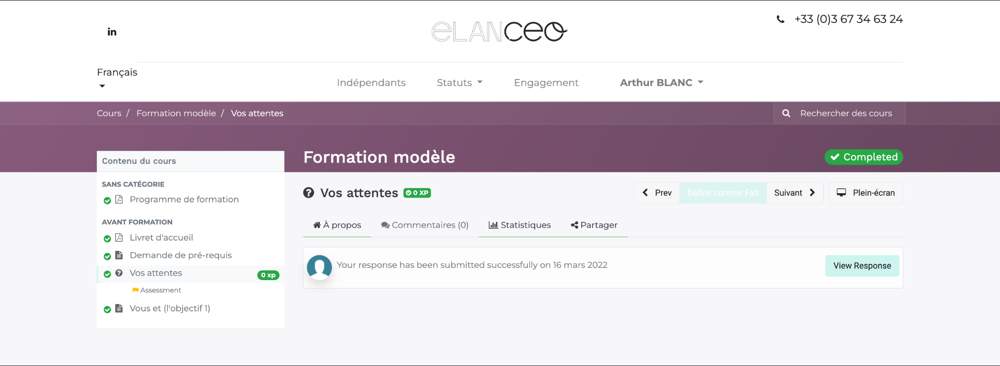 in
eLANceo
+33 (0)3 67 34 63 24
Français
Indépendants Statuts Engagement Arthur BLANC
Cours / Formation modèle / Vos attentes
Rechercher des cours
Contenu du cours
SANS CATÉGORIE
Programme de formation
AVANT FORMATION
Livret d'accueil
Demande de pré-requis
Vos attentes 0 xp
Assessment
Vous et (l'objectif 1)
Formation modèle
Completed
Vos attentes 0 XP
Prev Définir comme Fait Suivant Plein-écran
À propos Commentaires (0) Statistiques Partager
Your response has been submitted successfully on 16 mars 2022
View Response